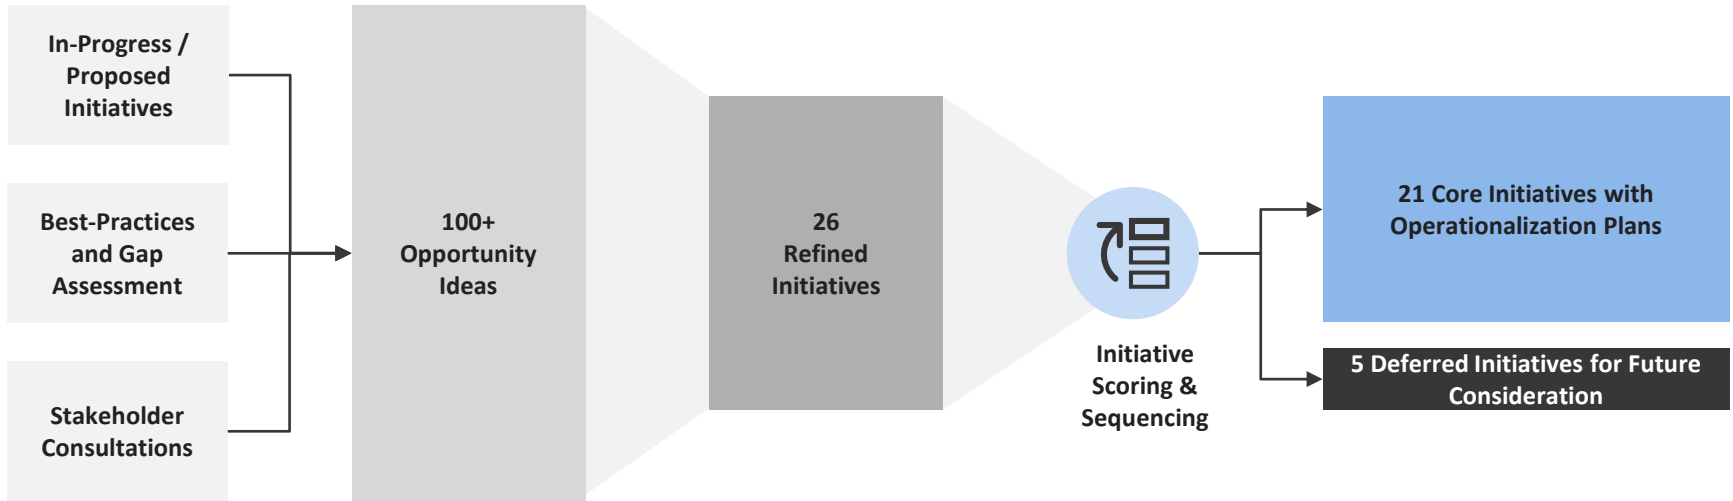 In-Progress /
Proposed
Initiatives
Best-Practices
and Gap
Assessment
Stakeholder
Consultations
100+
Opportunity
Ideas
26
Refined
Initiatives
Initiative
Scoring &
Sequencing
21 Core Initiatives with
Operationalization Plans
5 Deferred Initiatives for Future
Consideration